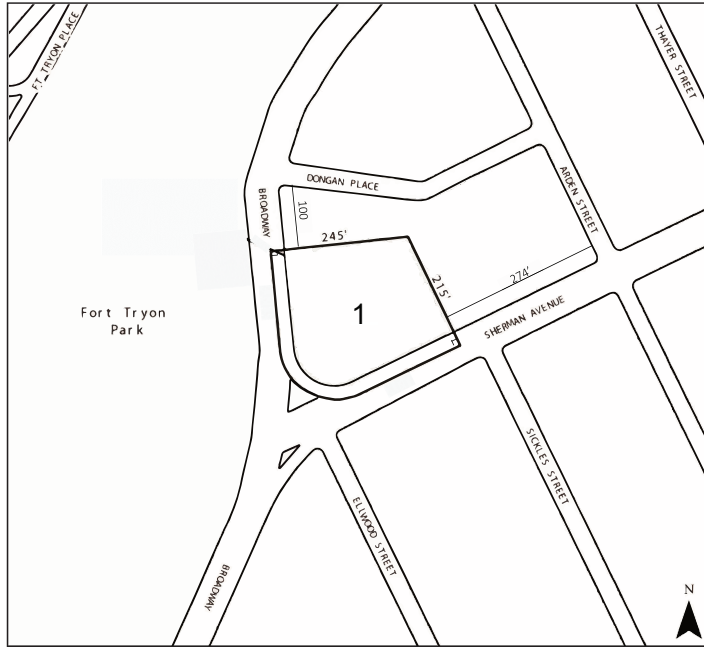 FT. TRYON PLACE
THAYER STREET
DONGAN PLACE
ARDEN STREET
BROADWAY
100
245'
274'
215'
1
Fort Tryon
Park
SHERMAN AVENUE
SICKLES STREET
ELLWOOD STREET
BROADWAY
N